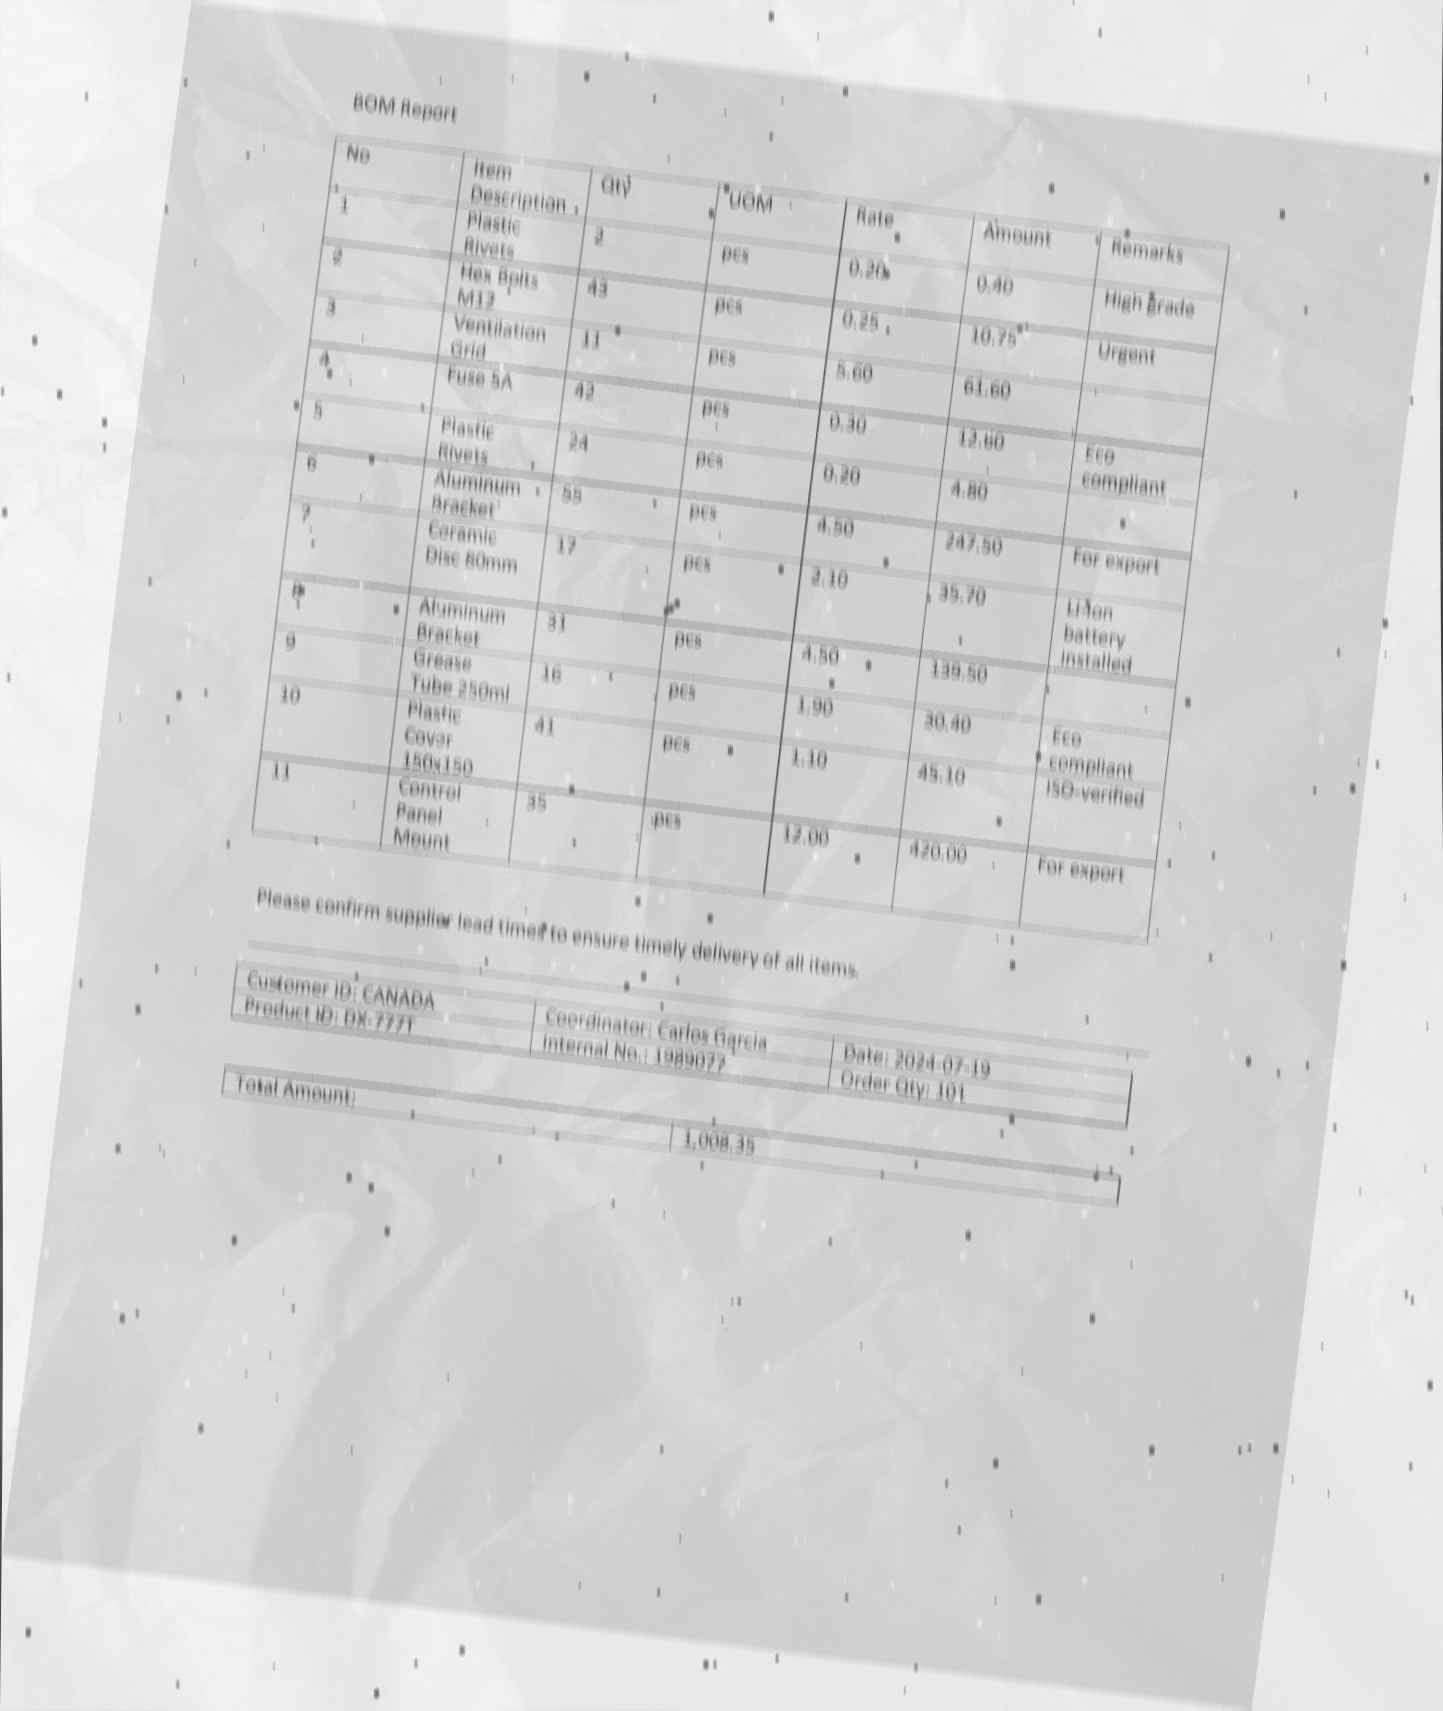 BOM Report
No Item Description Qty UOM Rate Amount Remarks
1 Plastic Rivets 2 pcs 0.20 0.40 High grade
2 Hex Bolts M12 43 pcs 0.25 10.75 Urgent
3 Ventilation Grid 11 pcs 5.60 61.60
4 Fuse 5A 42 pcs 0.30 12.60 Eco compliant
5 Plastic Rivets 24 pcs 0.20 4.80
6 Aluminum Bracket 55 pcs 4.50 247.50 For export
7 Ceramic Disc 80mm 17 pcs 2.10 35.70 Li-ion battery installed
8 Aluminum Bracket 31 pcs 4.50 139.50
9 Grease Tube 250ml 16 pcs 1.90 30.40 Eco compliant
10 Plastic Cover 150x150 41 pcs 1.10 45.10 ISO-verified
11 Control Panel Mount 35 pcs 12.00 420.00 For export
Please confirm supplier lead times to ensure timely delivery of all items.
Customer ID: CANADA Coordinator: Carlos Garcia Date: 2024-07-19
Product ID: DX-777T Internal No.: 1989077 Order Qty: 101
Total Amount: 1,008.35